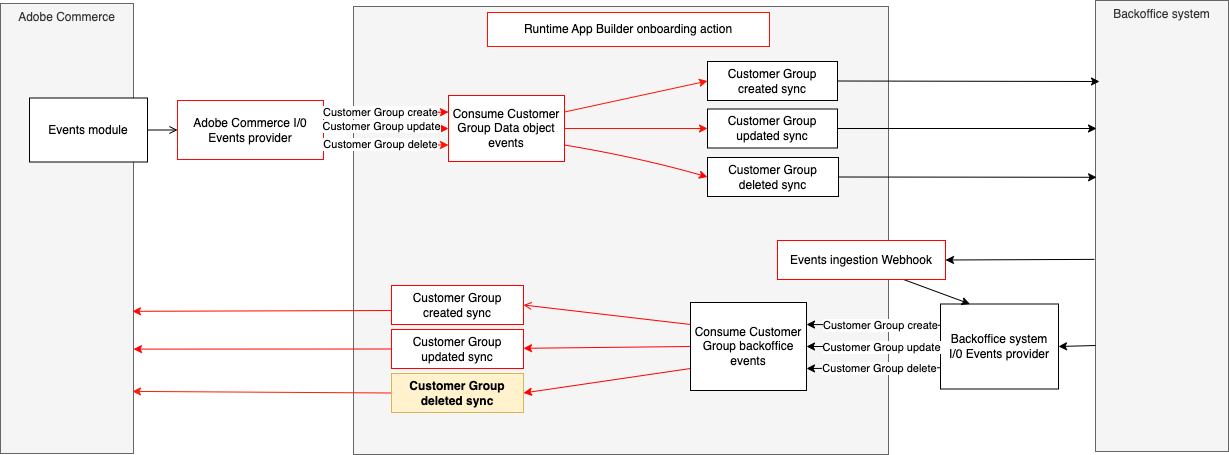 Adobe Commerce
Backoffice system
Runtime App Builder onboarding action
Customer Group
created sync
Events module
Adobe Commerce I/0
Events provider
Customer Group create
Customer Group update
Customer Group delete
Consume Customer
Group Data object
events
Customer Group
updated sync
Customer Group
deleted sync
Events ingestion Webhook
Customer Group
created sync
Customer Group
updated sync
Customer Group
deleted sync
Consume Customer
Group backoffice
events
Customer Group create
Customer Group update
Customer Group delete
Backoffice system
I/0 Events provider